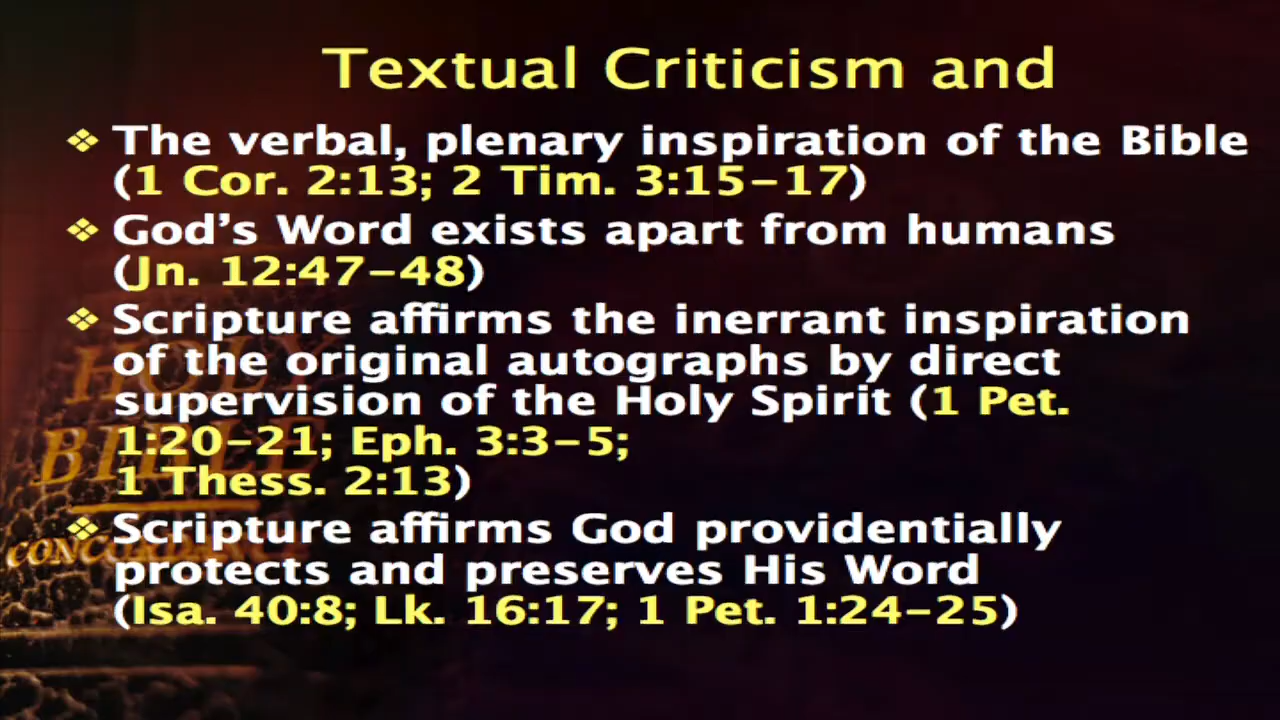 Textual Criticism and
❖ The verbal, plenary inspiration of the Bible
(1 Cor. 2:13; 2 Tim. 3:15–17)
❖ God’s Word exists apart from humans
(Jn. 12:47–48)
❖ Scripture affirms the inerrant inspiration
of the original autographs by direct
supervision of the Holy Spirit (1 Pet.
1:20–21; Eph. 3:3–5;
1 Thess. 2:13)
❖ Scripture affirms God providentially
protects and preserves His Word
(Isa. 40:8; Lk. 16:17; 1 Pet. 1:24–25)
HOLY
BIBLE
CONCORDANCE